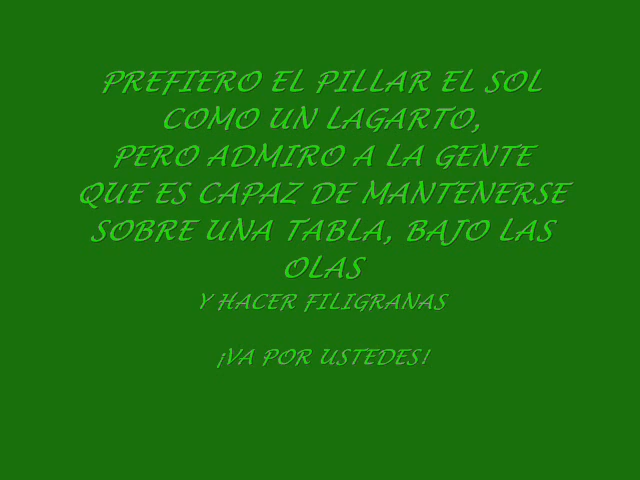 PREFIERO EL PILLAR EL SOL
COMO UN LAGARTO,
PERO ADMIRO A LA GENTE
QUE ES CAPAZ DE MANTENERSE
SOBRE UNA TABLA, BAJO LAS
OLAS
Y HACER FILIGRANAS
¡VA POR USTEDES!